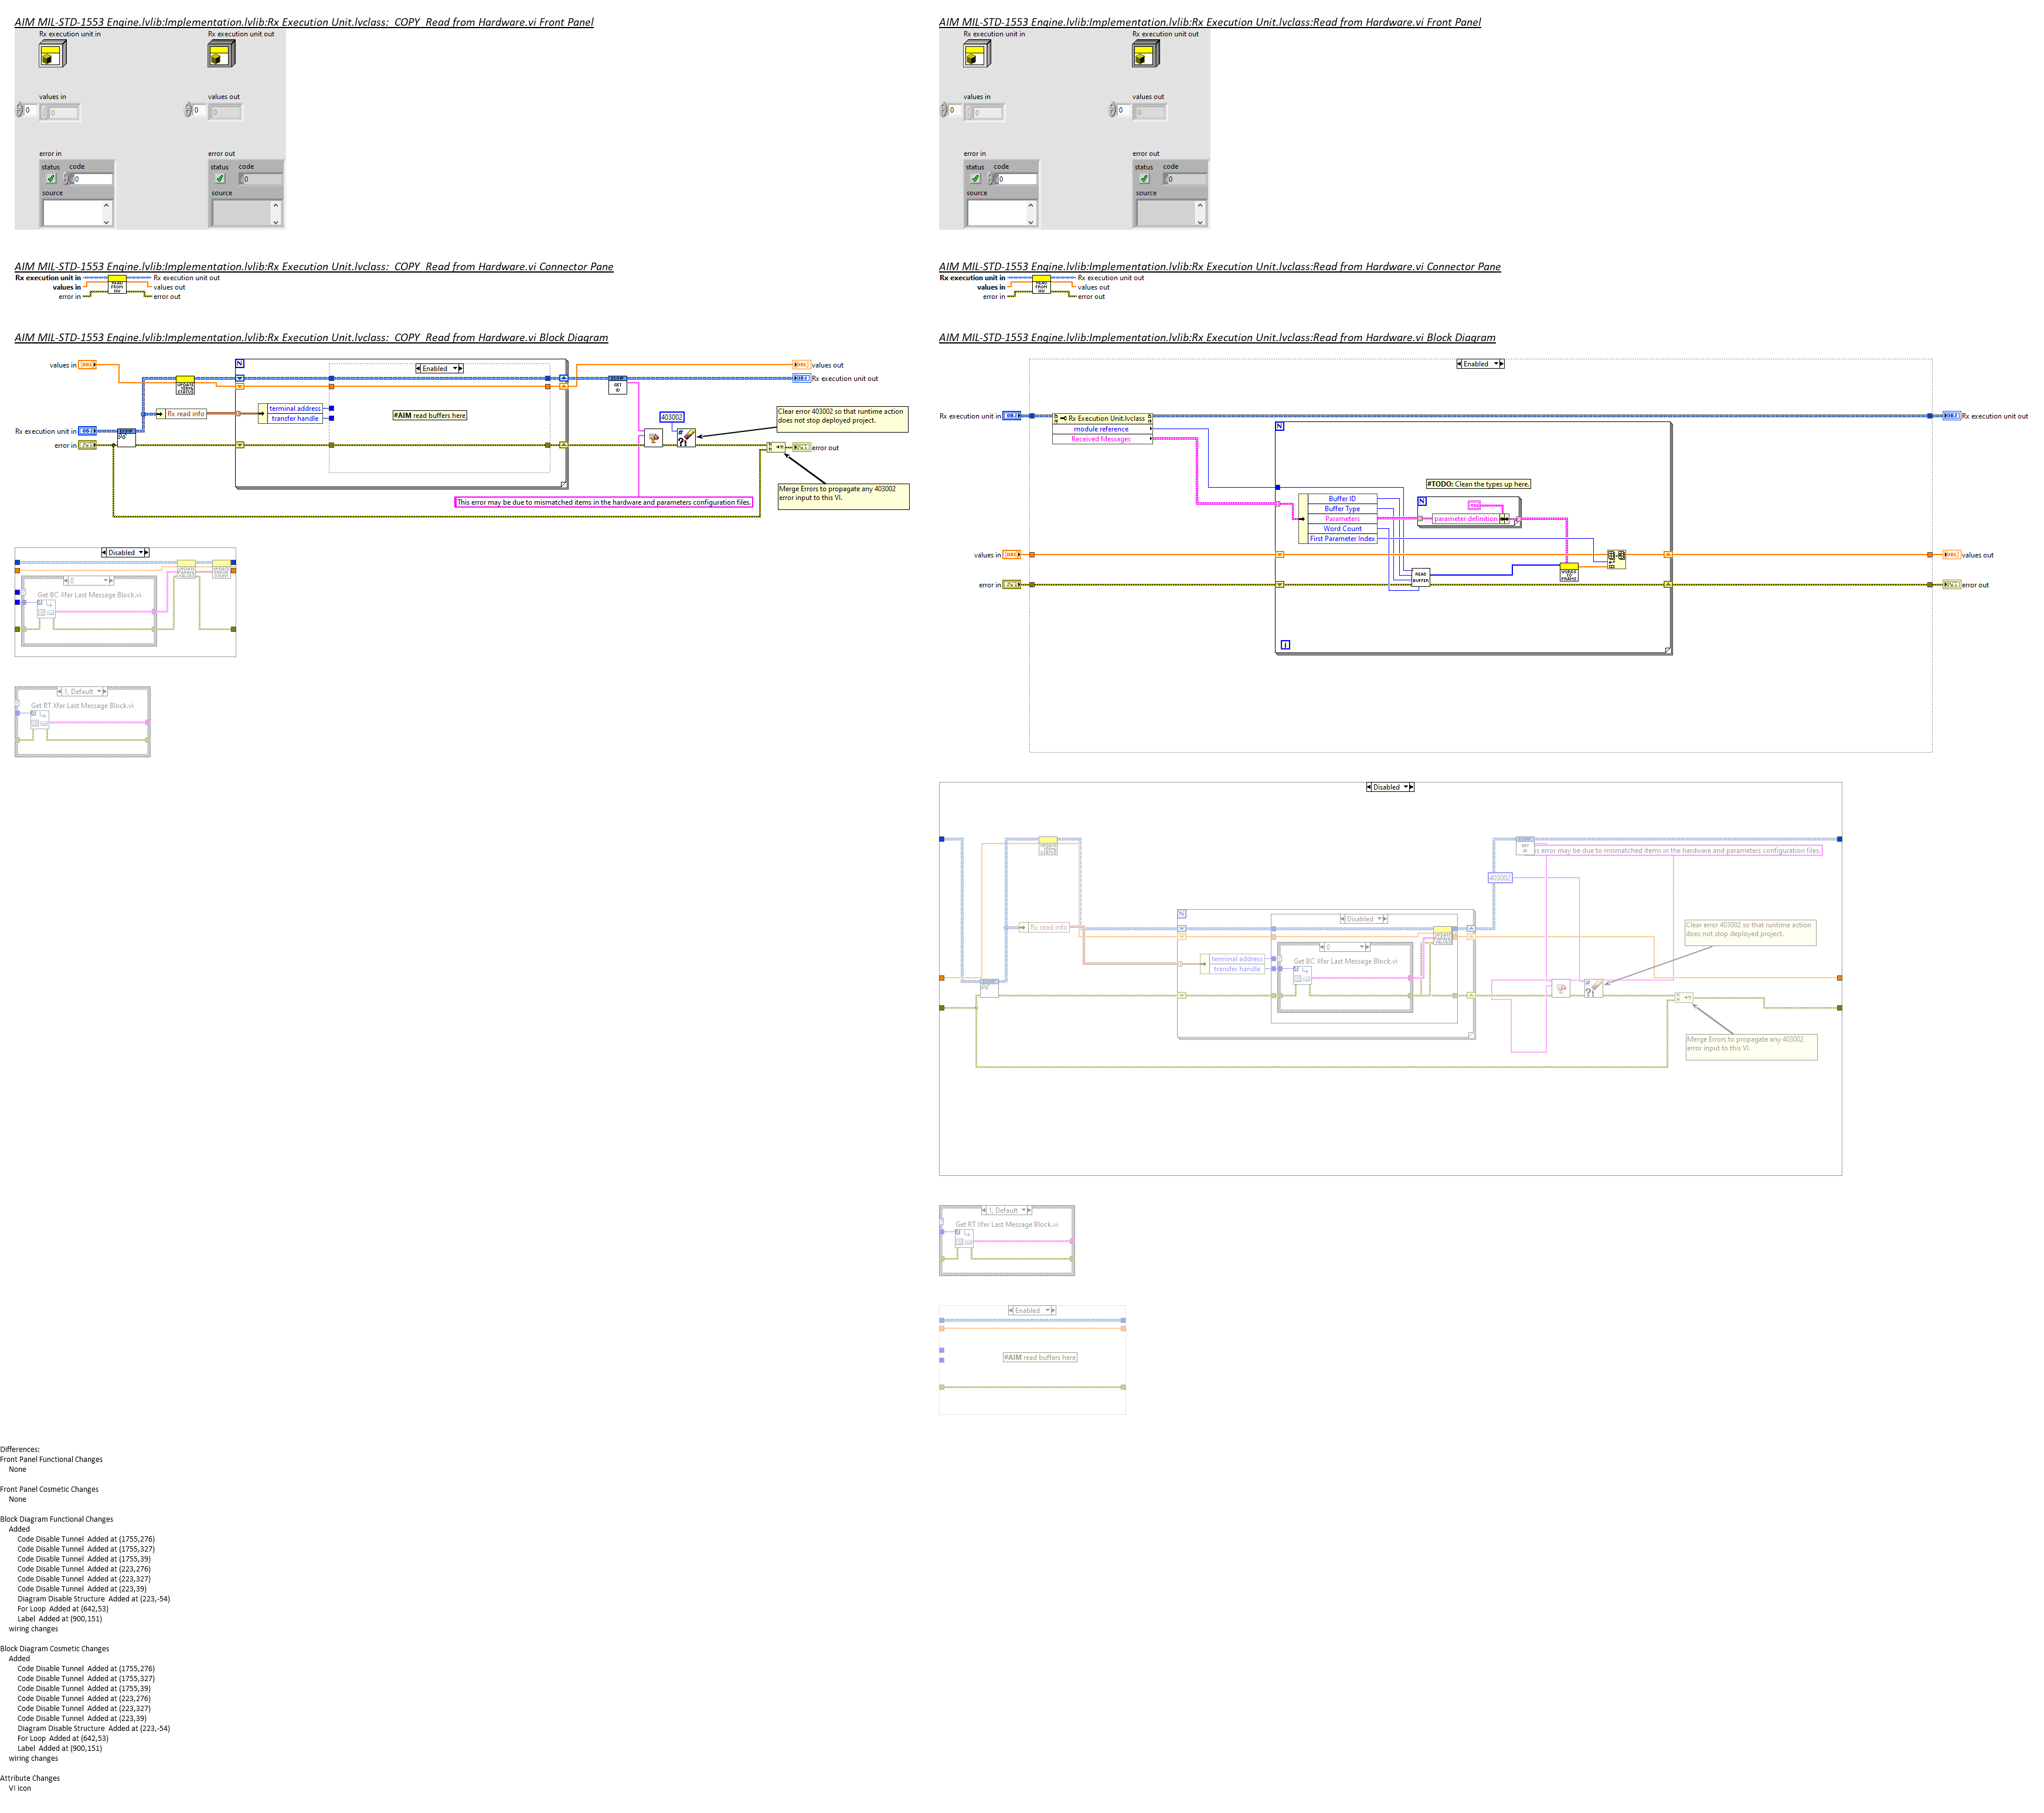 AIM MIL-STD-1553 Engine.lvlib:Implementation.lvlib:Rx Execution Unit.lvclass:_COPY_Read from Hardware.vi Front Panel
Rx execution unit in
Rx execution unit out
values in
values out
0
0
0
0
error in
error out
status
code
status
code
0
0
source
source
AIM MIL-STD-1553 Engine.lvlib:Implementation.lvlib:Rx Execution Unit.lvclass:_COPY_Read from Hardware.vi Connector Pane
Rx execution unit in
Rx execution unit out
values in
values out
error in
error out
READ
FROM
HW
AIM MIL-STD-1553 Engine.lvlib:Implementation.lvlib:Rx Execution Unit.lvclass:_COPY_Read from Hardware.vi Block Diagram
values in
N
Enabled
values out
Rx execution unit out
GET
ID
Rx read info
terminal address
transfer handle
#AIM read buffers here
403002
Clear error 403002 so that runtime action
does not stop deployed project.
Rx execution unit in
error in
error out
Merge Errors to propagate any 403002
error input to this VI.
This error may be due to mismatched items in the hardware and parameters configuration files.
Disabled
0
Get BC Xfer Last Message Block.vi
1, Default
Get RT Xfer Last Message Block.vi
AIM MIL-STD-1553 Engine.lvlib:Implementation.lvlib:Rx Execution Unit.lvclass:Read from Hardware.vi Front Panel
Rx execution unit in
Rx execution unit out
values in
values out
0
0
0
0
error in
error out
status
code
status
code
0
0
source
source
AIM MIL-STD-1553 Engine.lvlib:Implementation.lvlib:Rx Execution Unit.lvclass:Read from Hardware.vi Connector Pane
Rx execution unit in
Rx execution unit out
values in
values out
error in
error out
READ
FROM
HW
AIM MIL-STD-1553 Engine.lvlib:Implementation.lvlib:Rx Execution Unit.lvclass:Read from Hardware.vi Block Diagram
Enabled
Rx execution unit in
Rx Execution Unit.lvclass
module reference
Received Messages
Rx execution unit out
N
#TODO: Clean the types up here.
Buffer ID
Buffer Type
Parameters
Word Count
First Parameter Index
N
parameter definition
values in
values out
READ
BUFFER
error in
error out
i
Disabled
GET
ID
is error may be due to mismatched items in the hardware and parameters configuration files.
403002
N
Disabled
Rx read info
0
terminal address
transfer handle
Get BC Xfer Last Message Block.vi
Clear error 403002 so that runtime action
does not stop deployed project.
Merge Errors to propagate any 403002
error input to this VI.
1, Default
Get RT Xfer Last Message Block.vi
Enabled
#AIM read buffers here
Differences:
Front Panel Functional Changes
None
Front Panel Cosmetic Changes
None
Block Diagram Functional Changes
Added
Code Disable Tunnel  Added at (1755,276)
Code Disable Tunnel  Added at (1755,327)
Code Disable Tunnel  Added at (1755,39)
Code Disable Tunnel  Added at (223,276)
Code Disable Tunnel  Added at (223,327)
Code Disable Tunnel  Added at (223,39)
Diagram Disable Structure  Added at (223,-54)
For Loop  Added at (642,53)
Label  Added at (900,151)
wiring changes
Block Diagram Cosmetic Changes
Added
Code Disable Tunnel  Added at (1755,276)
Code Disable Tunnel  Added at (1755,327)
Code Disable Tunnel  Added at (1755,39)
Code Disable Tunnel  Added at (223,276)
Code Disable Tunnel  Added at (223,327)
Code Disable Tunnel  Added at (223,39)
Diagram Disable Structure  Added at (223,-54)
For Loop  Added at (642,53)
Label  Added at (900,151)
wiring changes
Attribute Changes
VI icon